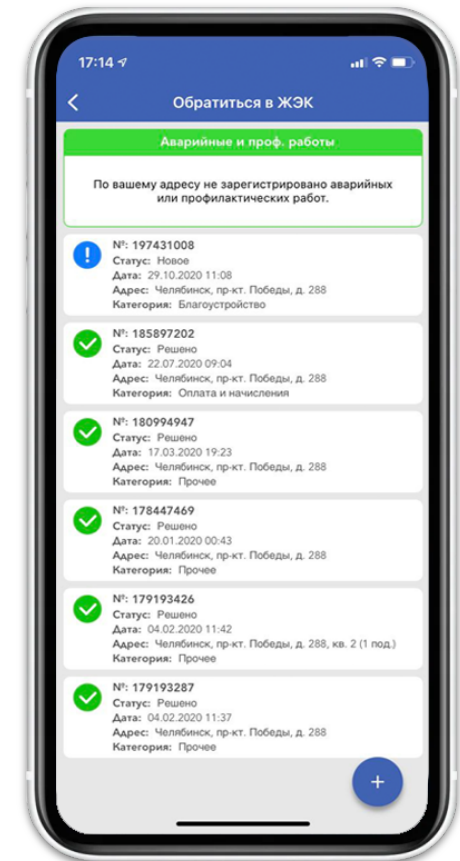 17:14
Обратиться в ЖЭК
Аварийные и проф. работы
По вашему адресу не зарегистрировано аварийных
или профилактических работ.
№: 197431008
Статус: Новое
Дата: 29.10.2020 11:08
Адрес: Челябинск, пр-кт. Победы, д. 288
Категория: Благоустройство
№: 185897202
Статус: Решено
Дата: 22.07.2020 09:04
Адрес: Челябинск, пр-кт. Победы, д. 288
Категория: Оплата и начисления
№: 180994947
Статус: Решено
Дата: 17.03.2020 19:23
Адрес: Челябинск, пр-кт. Победы, д. 288
Категория: Прочее
№: 178447469
Статус: Решено
Дата: 20.01.2020 00:43
Адрес: Челябинск, пр-кт. Победы, д. 288
Категория: Прочее
№: 179193426
Статус: Решено
Дата: 04.02.2020 11:42
Адрес: Челябинск, пр-кт. Победы, д. 288, кв. 2 (1 под.)
Категория: Прочее
№: 179193287
Статус: Решено
Дата: 04.02.2020 11:37
Адрес: Челябинск, пр-кт. Победы, д. 288
Категория: Прочее
+